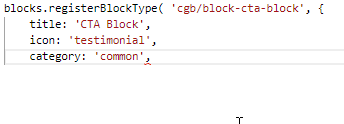 blocks.registerBlockType( 'cgb/block-cta-block', {
    title: 'CTA Block',
    icon: 'testimonial',
    category: 'common',